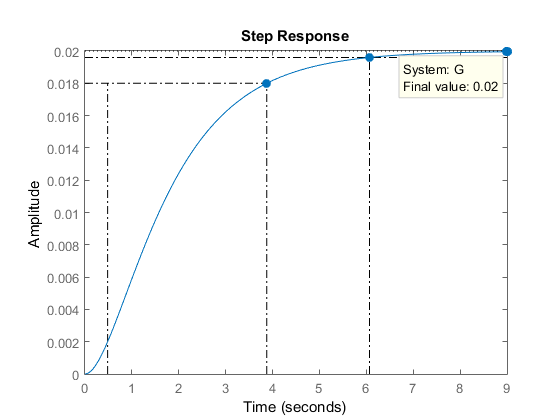 Step Response
Amplitude
0.02
0.018
0.016
0.014
0.012
0.01
0.008
0.006
0.004
0.002
0
System: G
Final value: 0.02
0 1 2 3 4 5 6 7 8 9
Time (seconds)